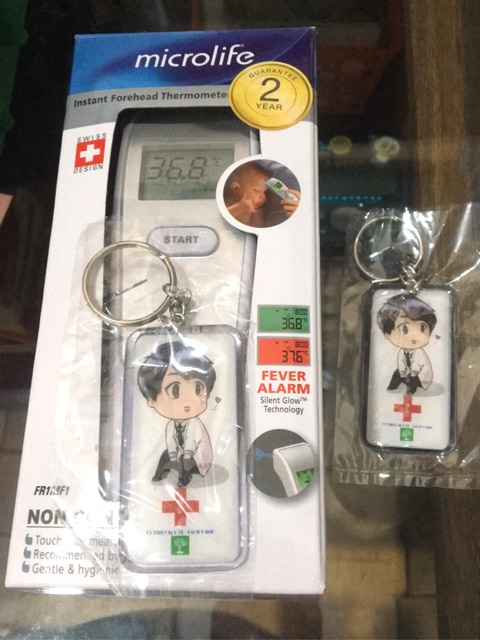 microlife
GUARANTEE
2
YEAR
Instant Forehead Thermomete
SWISS
DESIGN
36.8°C
START
36.8
37.6
FEVER
ALARM
Silent Glow™
Technology
FR1MF1
NON
Touch
Recommended by
Gentle & hygienic